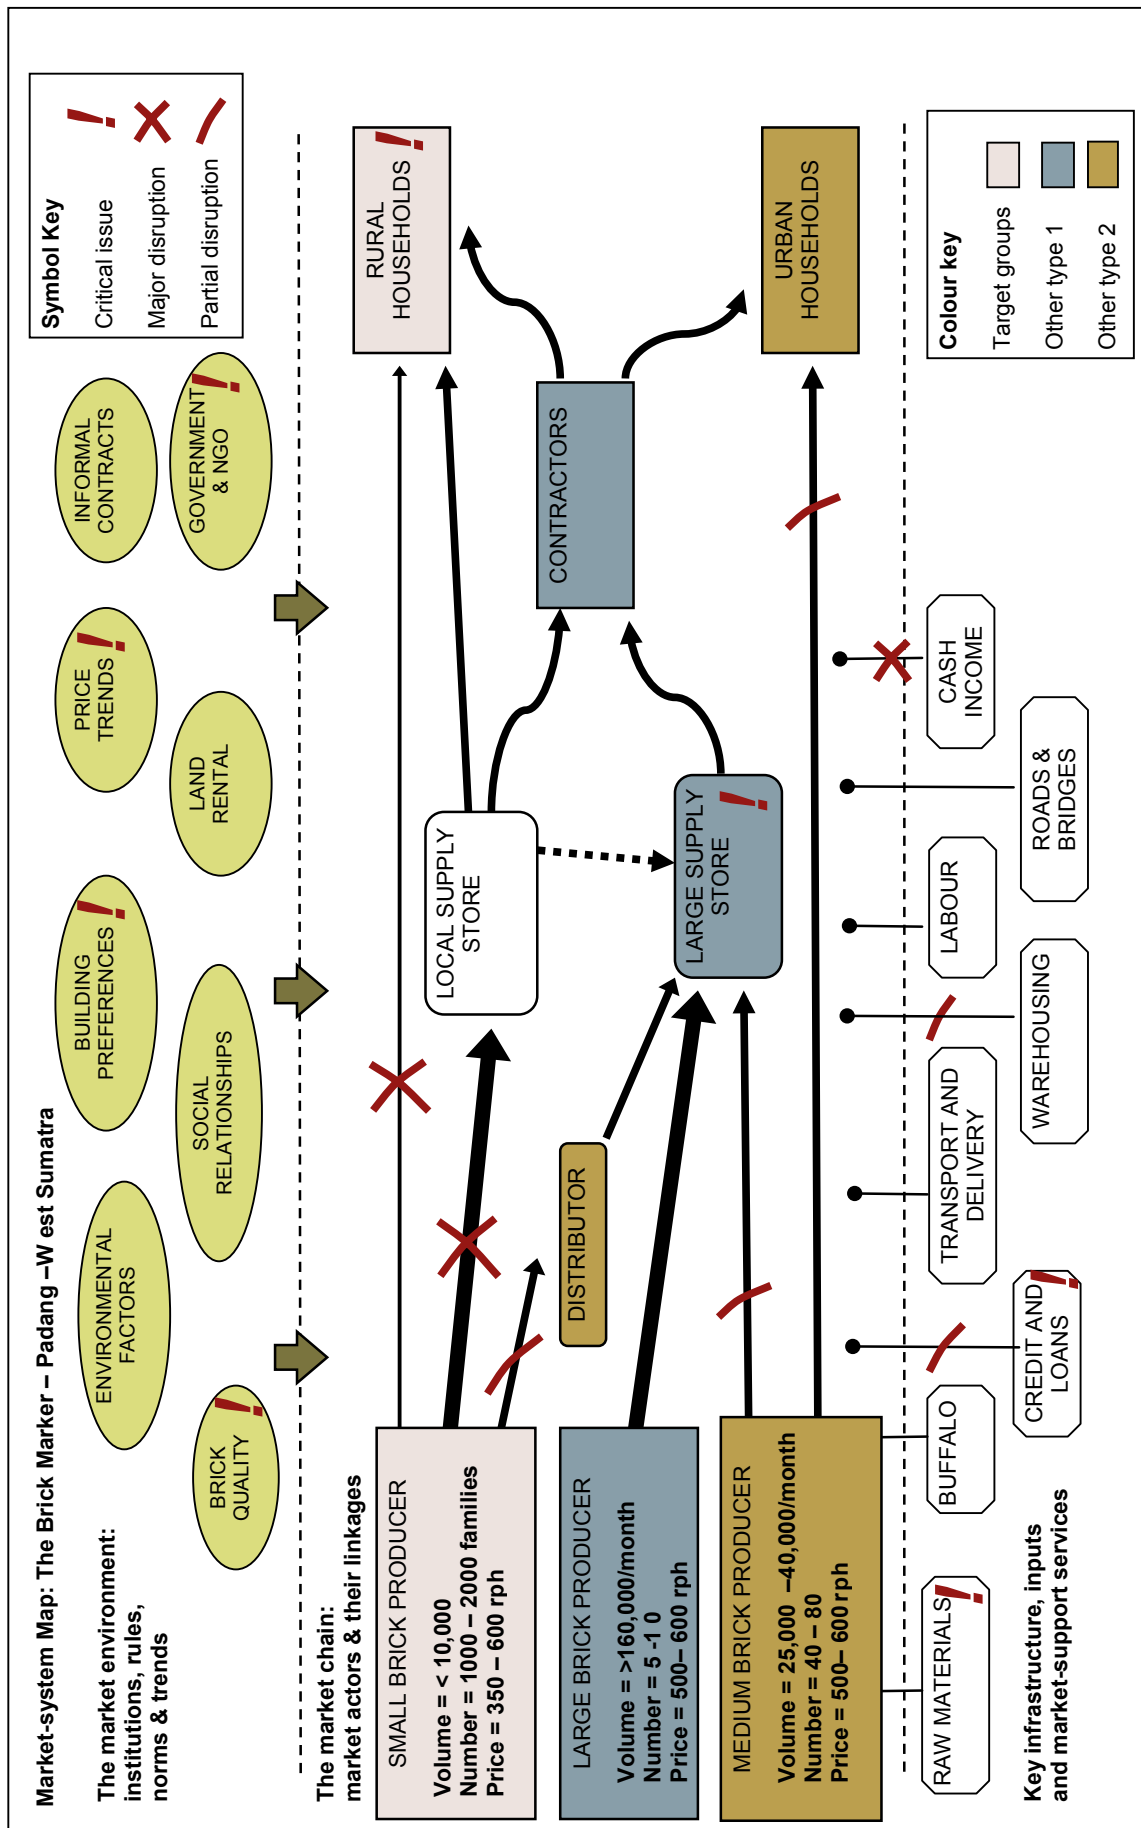 Market-system Map: The Brick Marker – Padang –W est Sumatra
The market environment:
institutions, rules,
norms & trends
BRICK
QUALITY
ENVIRONMENTAL
FACTORS
SOCIAL
RELATIONSHIPS
BUILDING
PREFERENCES
LAND
RENTAL
PRICE
TRENDS
INFORMAL
CONTRACTS
GOVERNMENT
& NGO
Symbol Key
Critical issue
Major disruption
Partial disruption
The market chain:
market actors & their linkages
SMALL BRICK PRODUCER
Volume = < 10,000
Number = 1000 – 2000 families
Price = 350 – 600 rph
LARGE BRICK PRODUCER
Volume = >160,000/month
Number = 5 -1 0
Price = 500– 600 rph
MEDIUM BRICK PRODUCER
Volume = 25,000 –40,000/month
Number = 40 – 80
Price = 500– 600 rph
DISTRIBUTOR
LOCAL SUPPLY
STORE
LARGE SUPPLY
STORE
CONTRACTORS
RURAL
HOUSEHOLDS
URBAN
HOUSEHOLDS
RAW MATERIALS
BUFFALO
CREDIT AND
LOANS
TRANSPORT AND
DELIVERY
WAREHOUSING
LABOUR
ROADS &
BRIDGES
CASH
INCOME
Key infrastructure, inputs
and market-support services
Colour key
Target groups
Other type 1
Other type 2